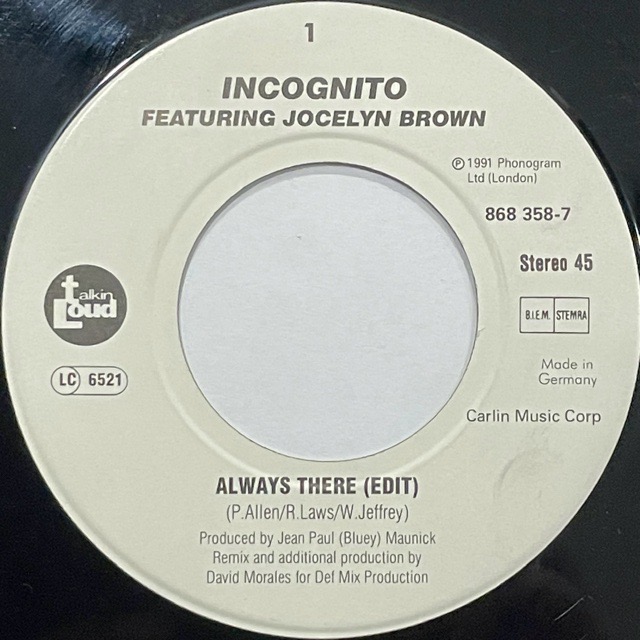 1
INCOGNITO
FEATURING JOCELYN BROWN
℗ 1991 Phonogram
Ltd (London)
868 358-7
Stereo 45
talkin
Loud
B.I.E.M. STEMRA
LC 6521
Made in
Germany
Carlin Music Corp
ALWAYS THERE (EDIT)
(P.Allen/R.Laws/W.Jeffrey)
Produced by Jean Paul (Bluey) Maunick
Remix and additional production by
David Morales for Def Mix Production